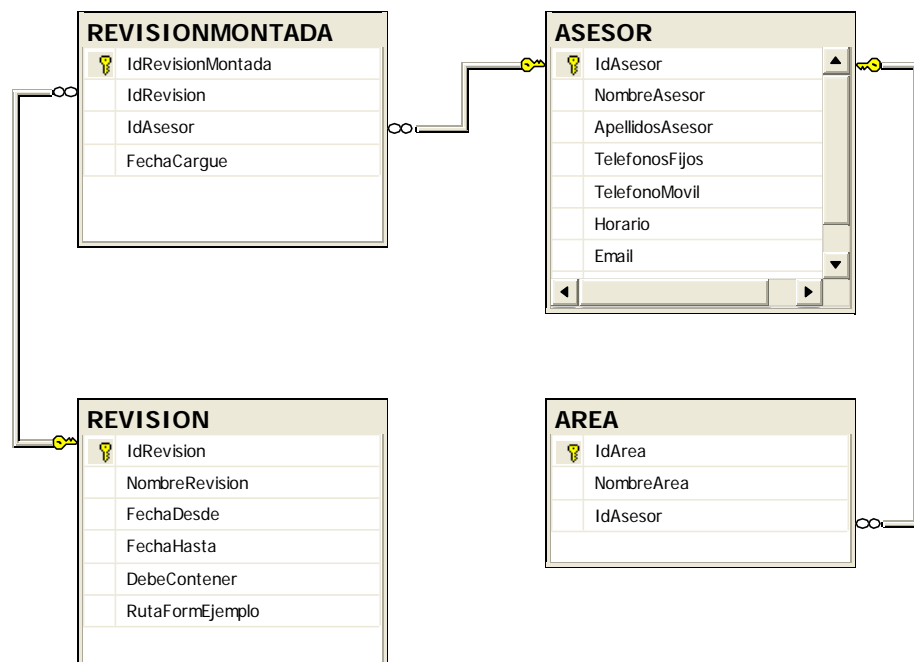 REVISIONMONTADA
IdRevisionMontada
IdRevision
IdAsesor
FechaCargue
ASESOR
IdAsesor
NombreAsesor
ApellidosAsesor
TelefonosFijos
TelefonoMovil
Horario
Email
REVISION
IdRevision
NombreRevision
FechaDesde
FechaHasta
DebeContener
RutaFormEjemplo
AREA
IdArea
NombreArea
IdAsesor